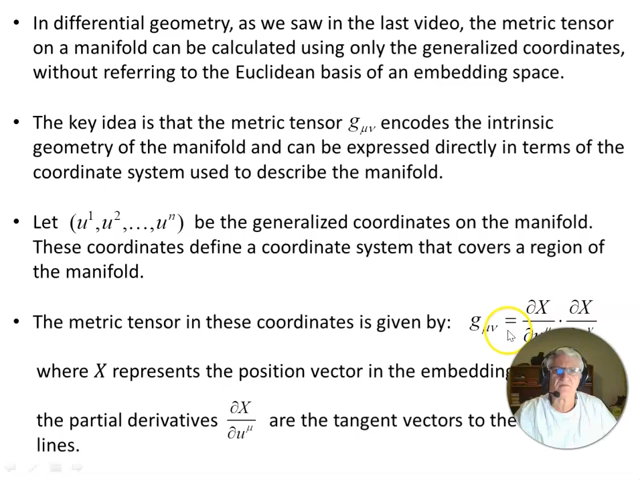 • In differential geometry, as we saw in the last video, the metric tensor
on a manifold can be calculated using only the generalized coordinates,
without referring to the Euclidean basis of an embedding space.
• The key idea is that the metric tensor g_μν encodes the intrinsic
geometry of the manifold and can be expressed directly in terms of the
coordinate system used to describe the manifold.
• Let (u¹,u²,…,uⁿ) be the generalized coordinates on the manifold.
These coordinates define a coordinate system that covers a region of
the manifold.
• The metric tensor in these coordinates is given by: g_μν = ∂X/∂u^μ · ∂X
where X represents the position vector in the embedding
the partial derivatives ∂X/∂u^μ are the tangent vectors to the
lines.